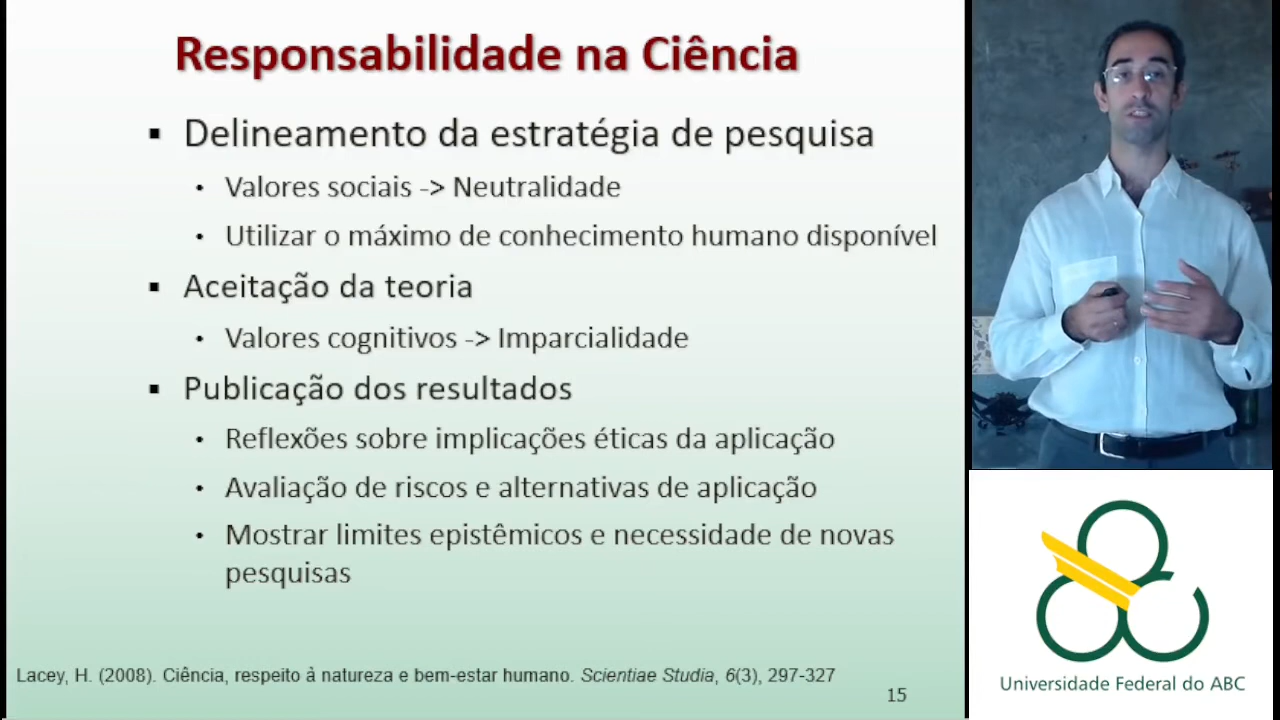 Responsabilidade na Ciência
▪ Delineamento da estratégia de pesquisa
• Valores sociais -> Neutralidade
• Utilizar o máximo de conhecimento humano disponível
▪ Aceitação da teoria
• Valores cognitivos -> Imparcialidade
▪ Publicação dos resultados
• Reflexões sobre implicações éticas da aplicação
• Avaliação de riscos e alternativas de aplicação
• Mostrar limites epistêmicos e necessidade de novas
pesquisas
Lacey, H. (2008). Ciência, respeito à natureza e bem-estar humano. Scientiae Studia, 6(3), 297-327
15
Universidade Federal do ABC